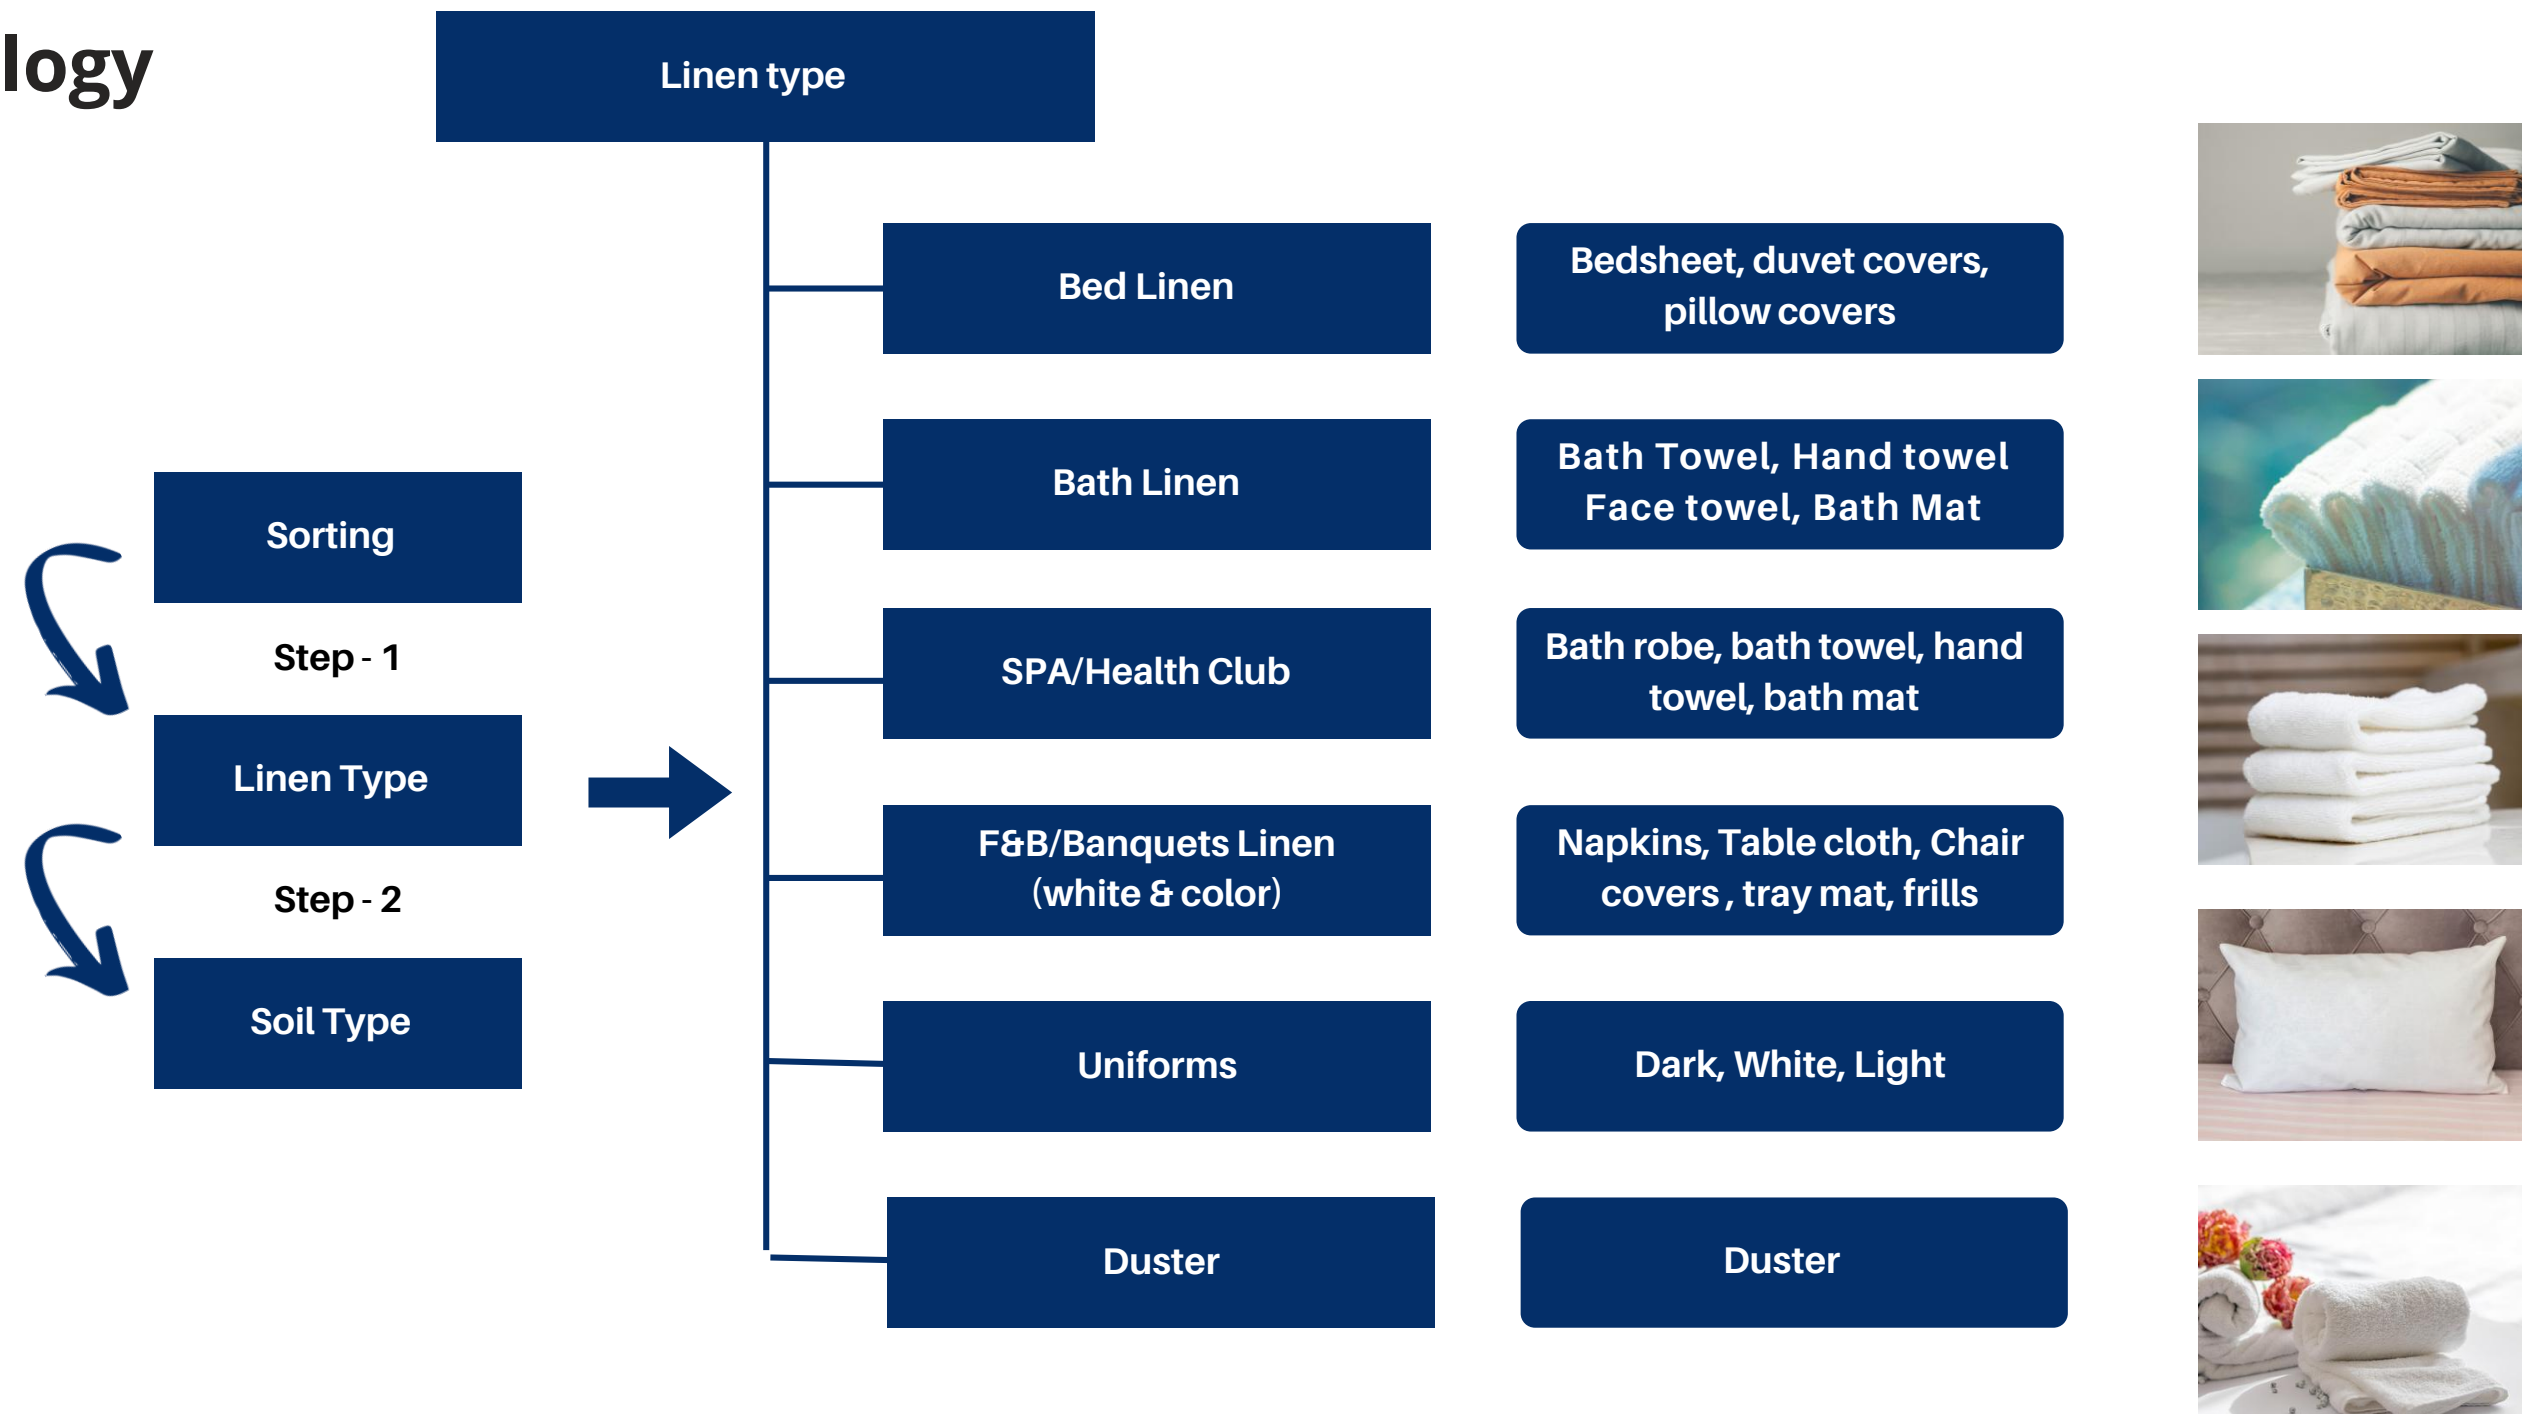 logy
Linen type
Bed Linen
Bedsheet, duvet covers,
pillow covers
Bath Linen
Bath Towel, Hand towel
Face towel, Bath Mat
Sorting
Step - 1
SPA/Health Club
Bath robe, bath towel, hand
towel, bath mat
Linen Type
F&B/Banquets Linen
(white & color)
Napkins, Table cloth, Chair
covers , tray mat, frills
Step - 2
Soil Type
Uniforms
Dark, White, Light
Duster
Duster